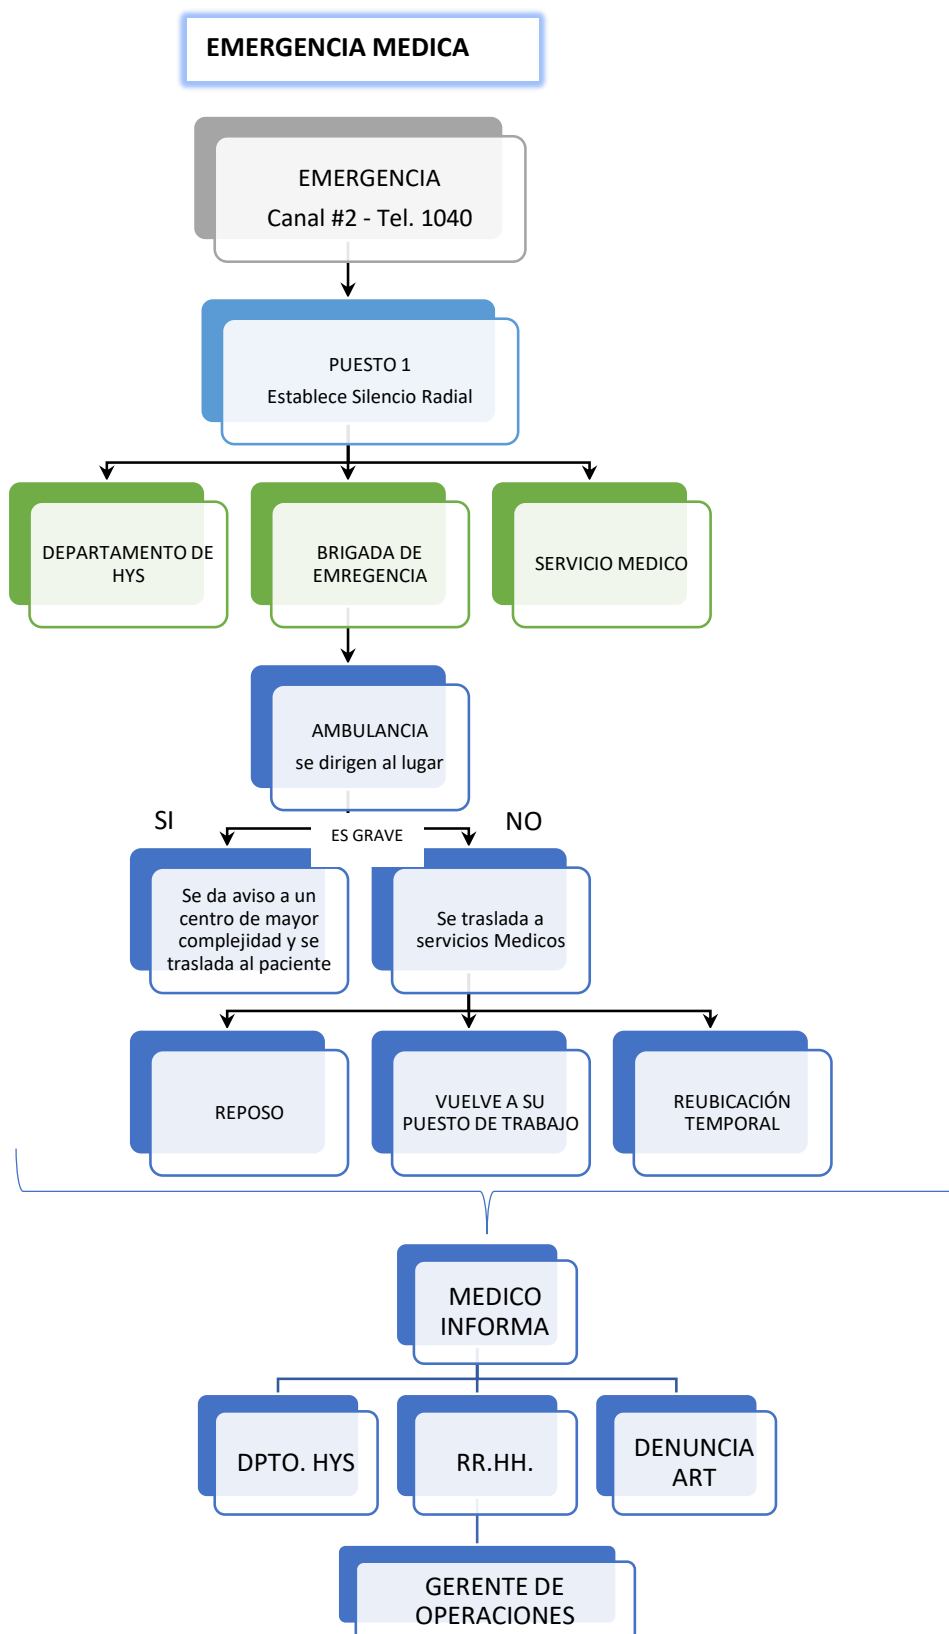 EMERGENCIA MEDICA
EMERGENCIA
Canal #2 - Tel. 1040
PUESTO 1
Establece Silencio Radial
DEPARTAMENTO DE
HYS
BRIGADA DE
EMREGENCIA
SERVICIO MEDICO
AMBULANCIA
se dirigen al lugar
SI
ES GRAVE
NO
Se da aviso a un
centro de mayor
complejidad y se
traslada al paciente
Se traslada a
servicios Medicos
REPOSO
VUELVE A SU
PUESTO DE TRABAJO
REUBICACIÓN
TEMPORAL
MEDICO
INFORMA
DPTO. HYS
RR.HH.
DENUNCIA
ART
GERENTE DE
OPERACIONES